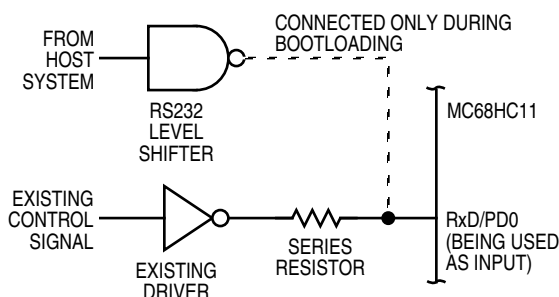 FROM
HOST
SYSTEM
RS232
LEVEL
SHIFTER
CONNECTED ONLY DURING
BOOTLOADING
MC68HC11
EXISTING
CONTROL
SIGNAL
EXISTING
DRIVER
SERIES
RESISTOR
RxD/PD0
(BEING USED
AS INPUT)